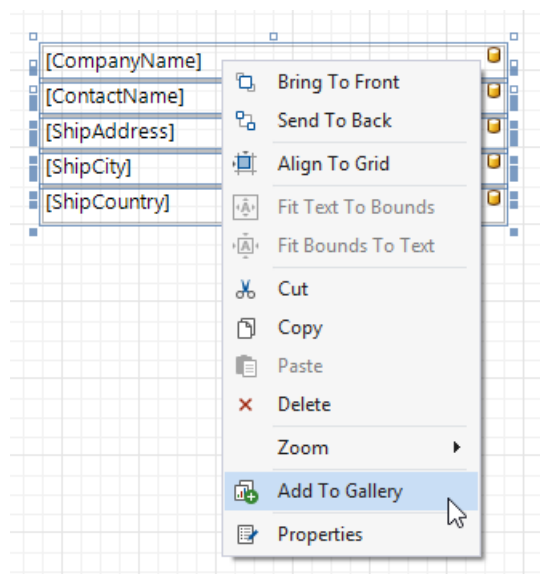 [CompanyName]
[ContactName]
[ShipAddress]
[ShipCity]
[ShipCountry]
Bring To Front
Send To Back
Align To Grid
Fit Text To Bounds
Fit Bounds To Text
Cut
Copy
Paste
Delete
Zoom
Add To Gallery
Properties